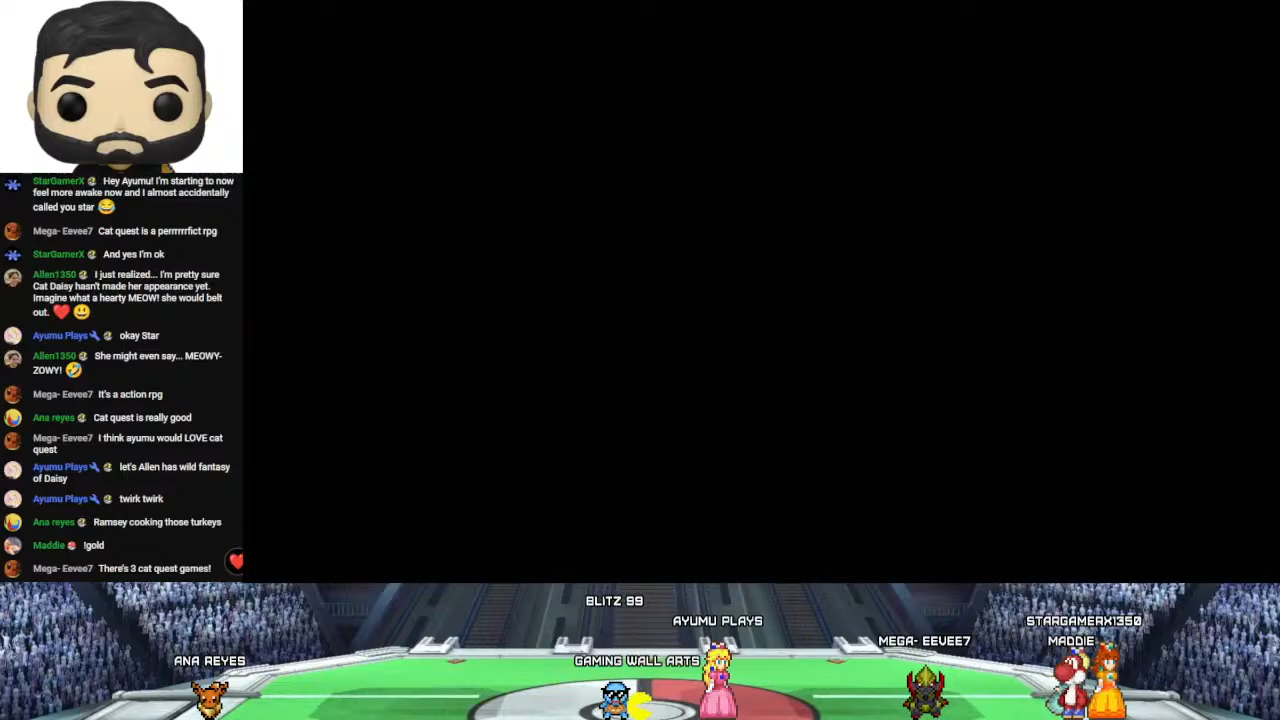 StarGamerX Hey Ayumu! I'm starting to now
feel more awake now and I almost accidentally
called you star
Mega- Eevee7 Cat quest is a perrrrrfict rpg
StarGamerX And yes I'm ok
Allen1350 I just realized... I'm pretty sure
Cat Daisy hasn't made her appearance yet.
Imagine what a hearty MEOW! she would belt
out.
Ayumu Plays okay Star
Allen1350 She might even say... MEOWY-
ZOWY!
Mega- Eevee7 It's a action rpg
Ana reyes Cat quest is really good
Mega- Eevee7 I think ayumu would LOVE cat
quest
Ayumu Plays let's Allen has wild fantasy
of Daisy
Ayumu Plays twirk twirk
Ana reyes Ramsey cooking those turkeys
Maddie !gold
Mega- Eevee7 There's 3 cat quest games!
BLITZ 99
AYUMU PLAYS
STARGAMERX1350
MEGA- EEVEE7
MADDIE
ANA REYES
GAMING WALL ARTS